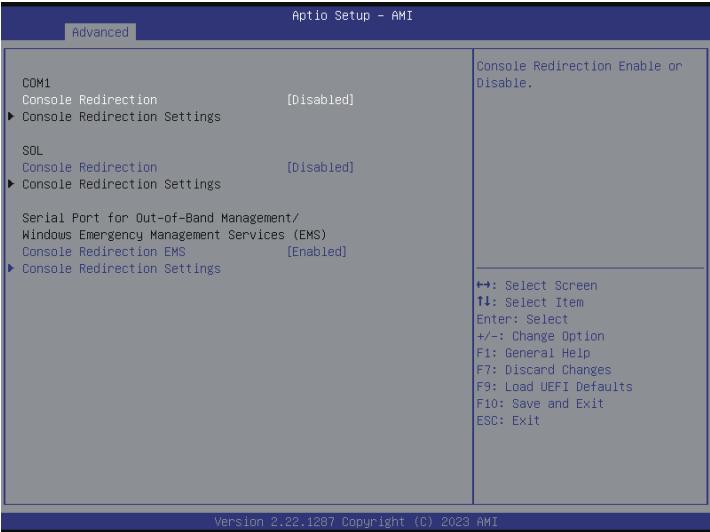 Aptio Setup – AMI
Advanced
COM1
Console Redirection [Disabled]
Console Redirection Settings
SOL
Console Redirection [Disabled]
Console Redirection Settings
Serial Port for Out-of-Band Management/
Windows Emergency Management Services (EMS)
Console Redirection EMS [Enabled]
Console Redirection Settings
Console Redirection Enable or
Disable.
↔: Select Screen
↑↓: Select Item
Enter: Select
+/-: Change Option
F1: General Help
F7: Discard Changes
F9: Load UEFI Defaults
F10: Save and Exit
ESC: Exit
Version 2.22.1287 Copyright (C) 2023 AMI